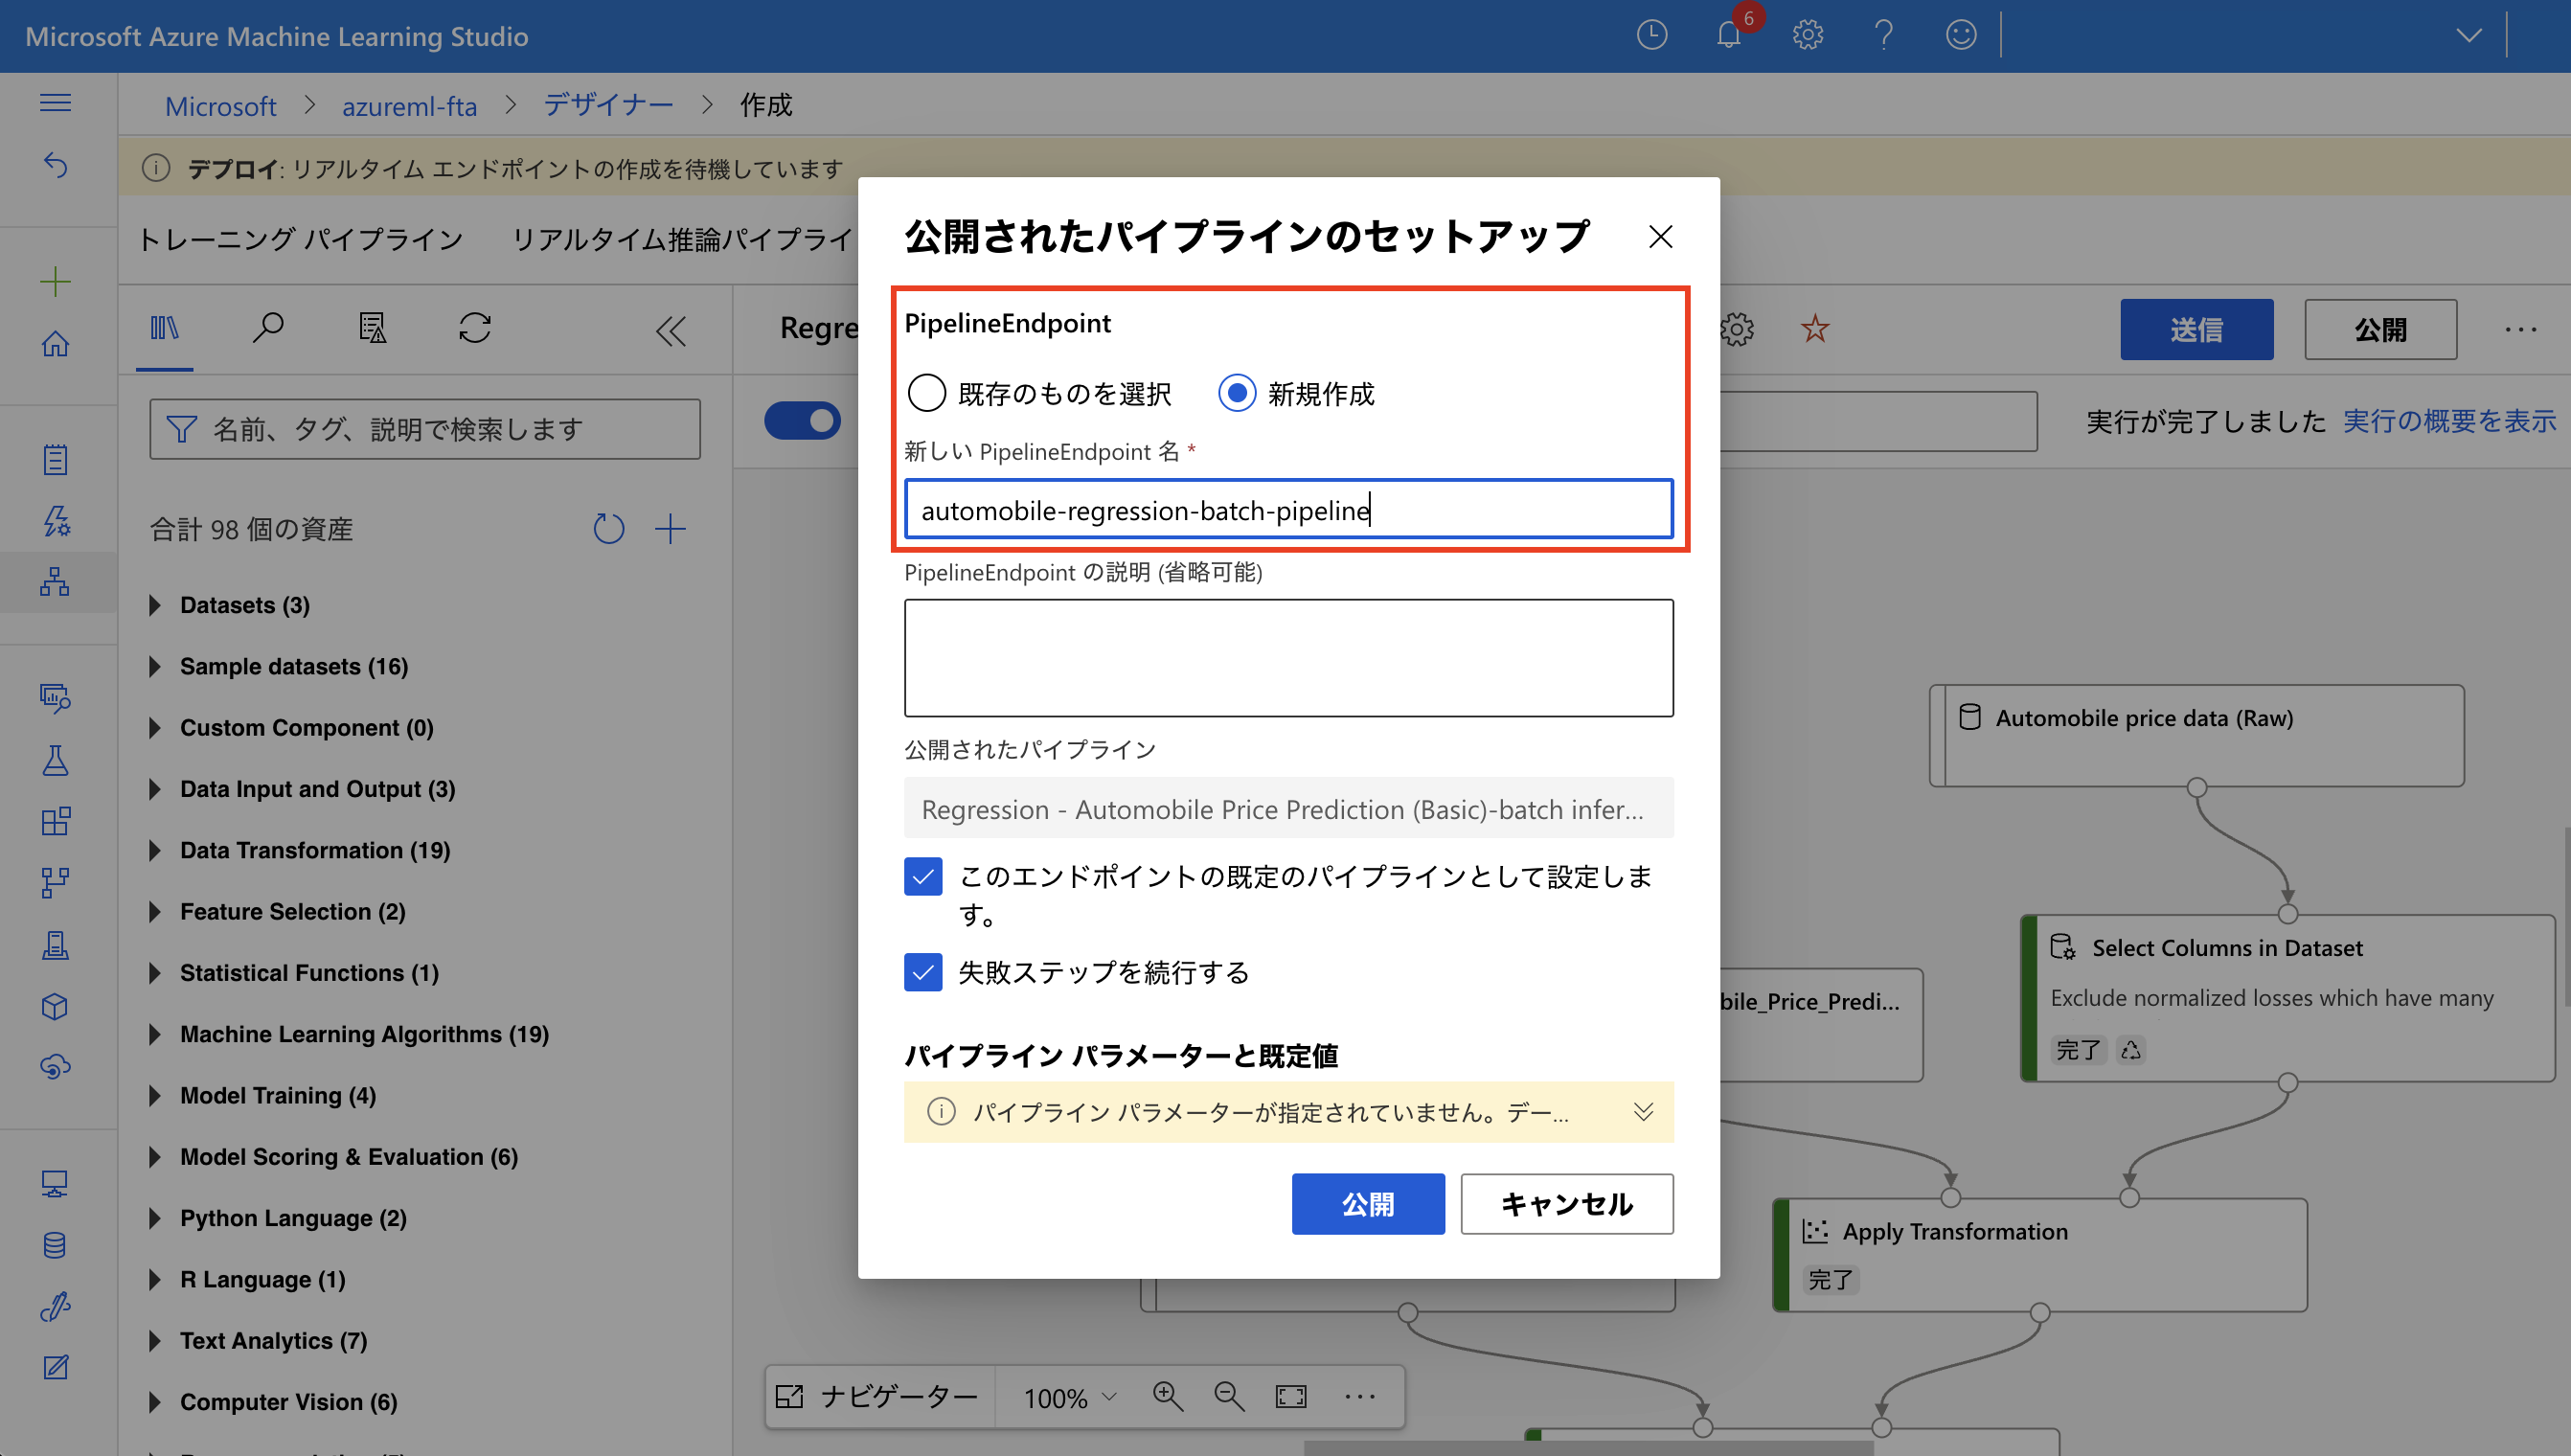 Microsoft Azure Machine Learning Studio
6
Microsoft > azureml-fta > デザイナー > 作成
デプロイ: リアルタイム エンドポイントの作成を待機しています
トレーニング パイプライン リアルタイム推論パイプライ
Regre
送信 公開
名前、タグ、説明で検索します
実行が完了しました 実行の概要を表示
合計 98 個の資産
Datasets (3)
Sample datasets (16)
Custom Component (0)
Data Input and Output (3)
Data Transformation (19)
Feature Selection (2)
Statistical Functions (1)
Machine Learning Algorithms (19)
Model Training (4)
Model Scoring & Evaluation (6)
Python Language (2)
R Language (1)
Text Analytics (7)
Computer Vision (6)
公開されたパイプラインのセットアップ
PipelineEndpoint
既存のものを選択 新規作成
新しい PipelineEndpoint 名 *
automobile-regression-batch-pipeline
PipelineEndpoint の説明 (省略可能)
公開されたパイプライン
Regression - Automobile Price Prediction (Basic)-batch infer...
このエンドポイントの既定のパイプラインとして設定しま
す。
失敗ステップを続行する
パイプライン パラメーターと既定値
パイプライン パラメーターが指定されていません。デー...
公開 キャンセル
Automobile price data (Raw)
Select Columns in Dataset
Exclude normalized losses which have many
完了
bile_Price_Predi...
Apply Transformation
完了
ナビゲーター 100%